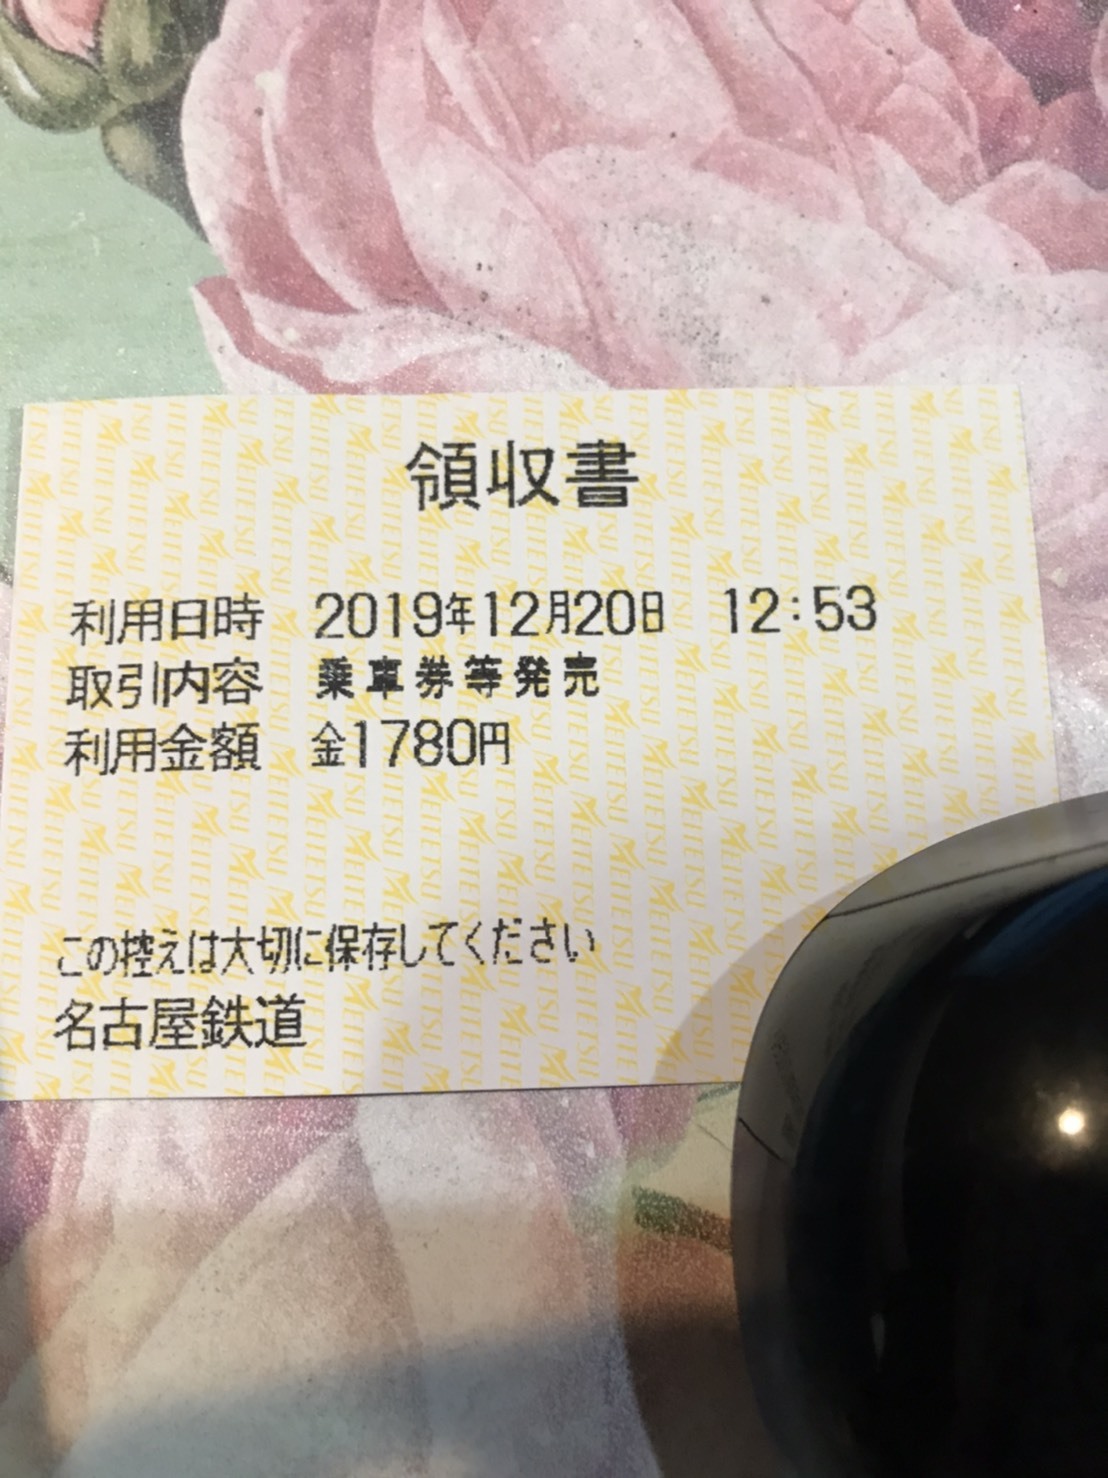 領収書
利用日時 2019年12月20日 12:53
取引内容 乗車券等発売
利用金額 金1780円
この控えは大切に保存してください
名古屋鉄道